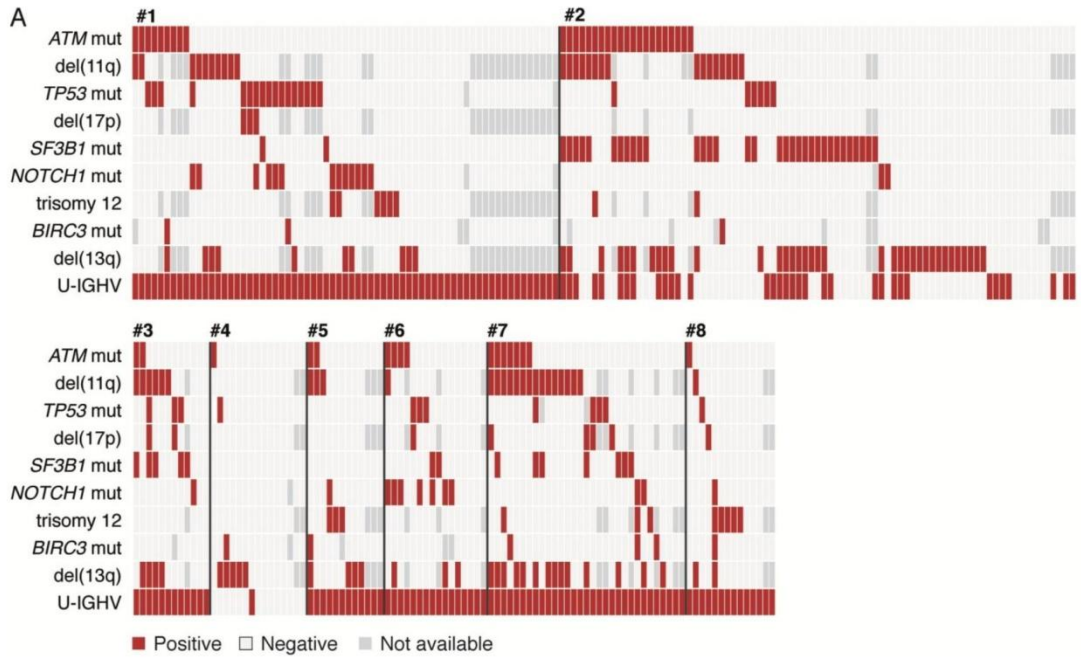 A
#1 #2
ATM mut
del(11q)
TP53 mut
del(17p)
SF3B1 mut
NOTCH1 mut
trisomy 12
BIRC3 mut
del(13q)
U-IGHV
#3 #4 #5 #6 #7 #8
ATM mut
del(11q)
TP53 mut
del(17p)
SF3B1 mut
NOTCH1 mut
trisomy 12
BIRC3 mut
del(13q)
U-IGHV
Positive Negative Not available